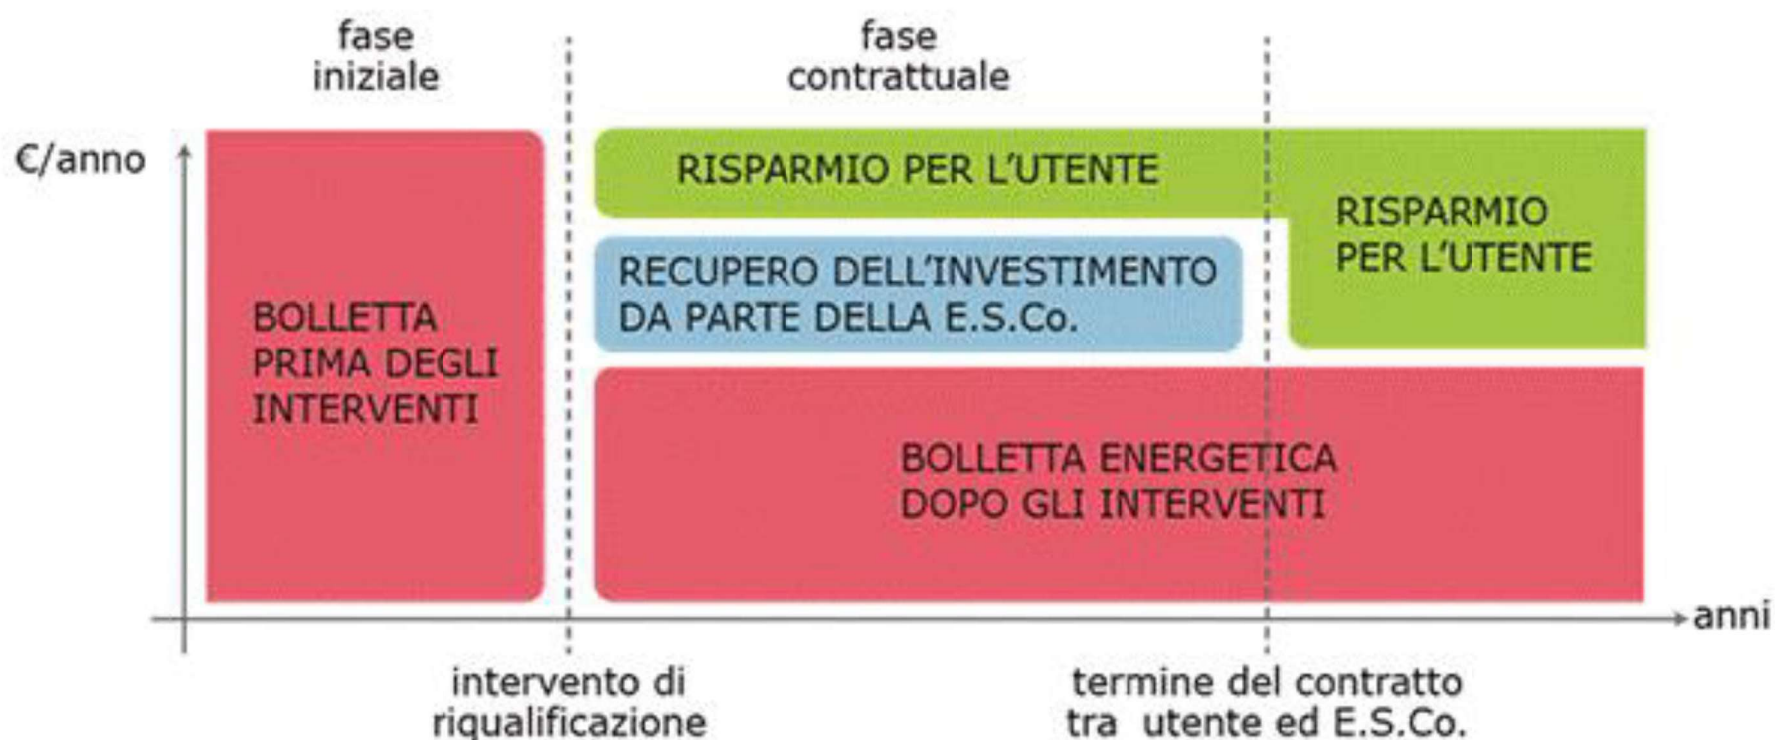 fase
iniziale
fase
contrattuale
€/anno
RISPARMIO PER L'UTENTE
RISPARMIO
PER L'UTENTE
RECUPERO DELL'INVESTIMENTO
DA PARTE DELLA E.S.Co.
BOLLETTA
PRIMA DEGLI
INTERVENTI
BOLLETTA ENERGETICA
DOPO GLI INTERVENTI
anni
intervento di
riqualificazione
termine del contratto
tra utente ed E.S.Co.